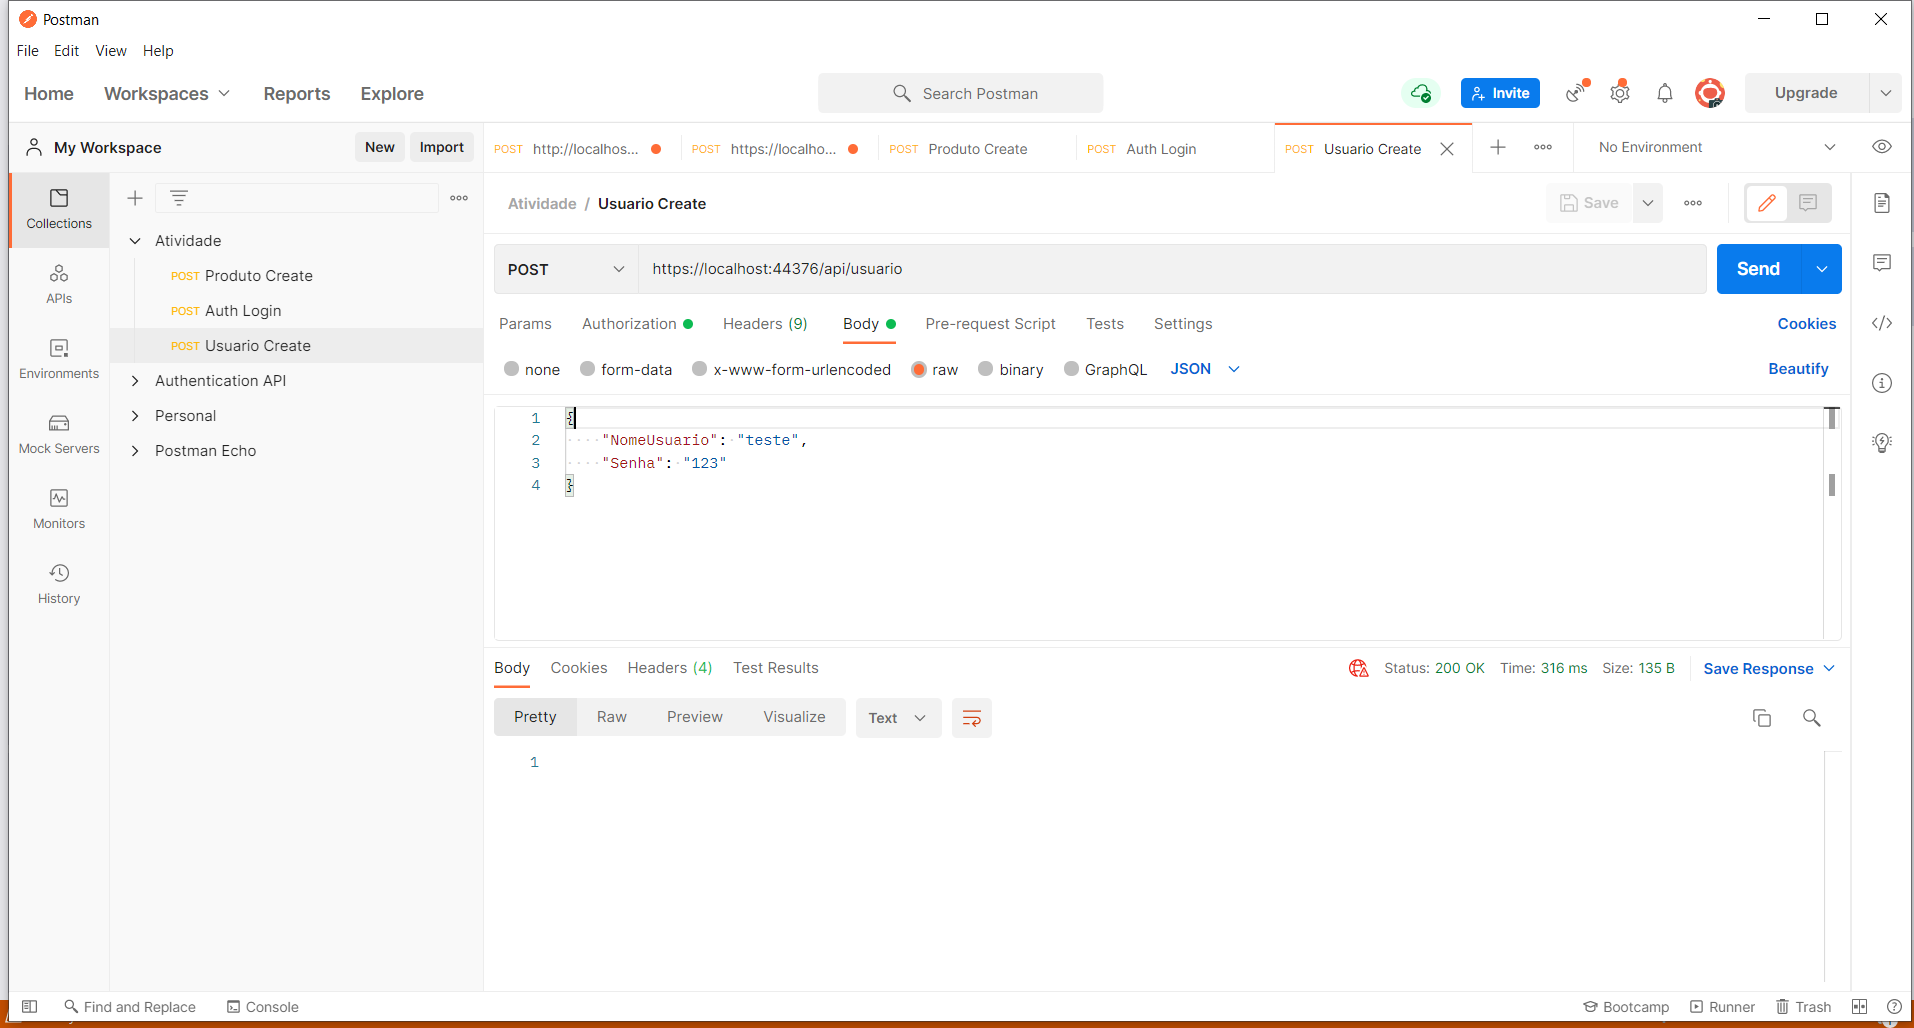 Postman
File Edit View Help
Home Workspaces Reports Explore Search Postman Invite Upgrade
My Workspace New Import
POST http://localhos... POST https://localho... POST Produto Create POST Auth Login POST Usuario Create No Environment
Collections
APIs
Environments
Mock Servers
Monitors
History
Atividade
POST Produto Create
POST Auth Login
POST Usuario Create
Authentication API
Personal
Postman Echo
Atividade / Usuario Create Save
POST https://localhost:44376/api/usuario Send
Params Authorization Headers (9) Body Pre-request Script Tests Settings Cookies
none form-data x-www-form-urlencoded raw binary GraphQL JSON Beautify
1 {
2 "NomeUsuario": "teste",
3 "Senha": "123"
4 }
Body Cookies Headers (4) Test Results Status: 200 OK Time: 316 ms Size: 135 B Save Response
Pretty Raw Preview Visualize Text
1
Find and Replace Console Bootcamp Runner Trash